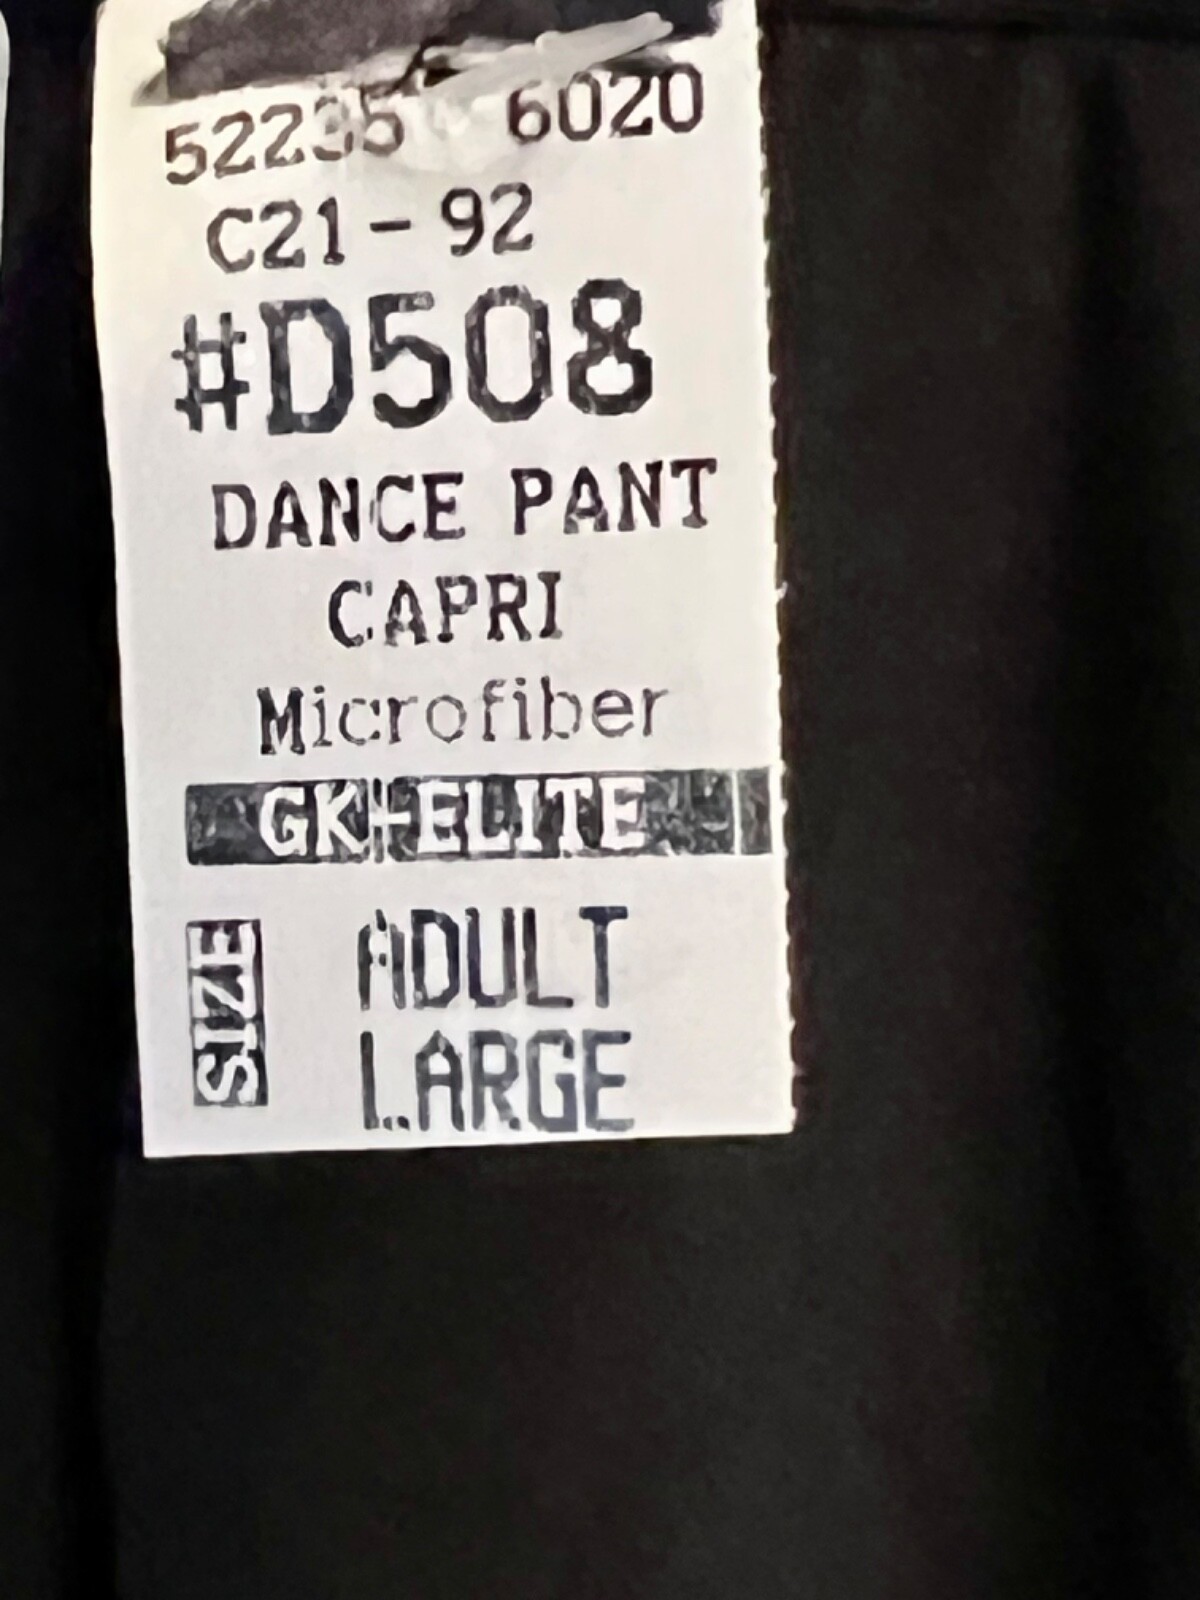 52235 6020
C21-92
#D508
DANCE PANT
CAPRI
Microfiber
GK-ELITE
SIZE
ADULT
LARGE